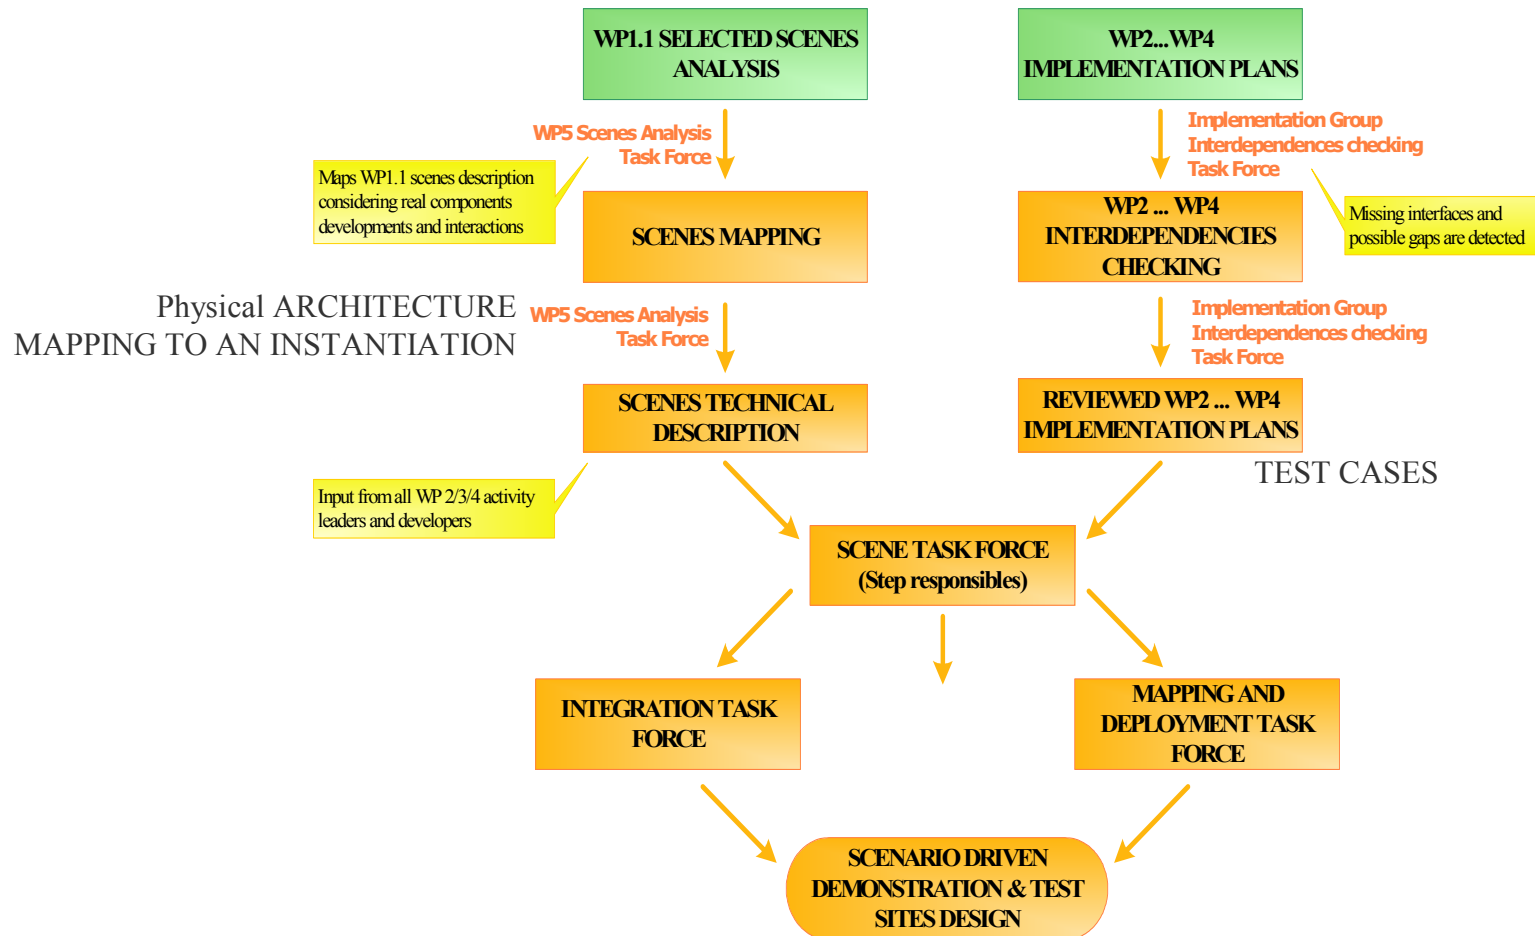 WP1.1 SELECTED SCENES
ANALYSIS
WP2...WP4
IMPLEMENTATION PLANS
WP5 Scenes Analysis
Task Force
Implementation Group
Interdependences checking
Task Force
Maps WP1.1 scenes description
considering real components
developments and interactions
SCENES MAPPING
WP2 ... WP4
INTERDEPENDENCIES
CHECKING
Missing interfaces and
possible gaps are detected
Physical ARCHITECTURE
MAPPING TO AN INSTANTIATION
WP5 Scenes Analysis
Task Force
Implementation Group
Interdependences checking
Task Force
SCENES TECHNICAL
DESCRIPTION
REVIEWED WP2 ... WP4
IMPLEMENTATION PLANS
TEST CASES
Input from all WP 2/3/4 activity
leaders and developers
SCENE TASK FORCE
(Step responsibles)
INTEGRATION TASK
FORCE
MAPPING AND
DEPLOYMENT TASK
FORCE
SCENARIO DRIVEN
DEMONSTRATION & TEST
SITES DESIGN